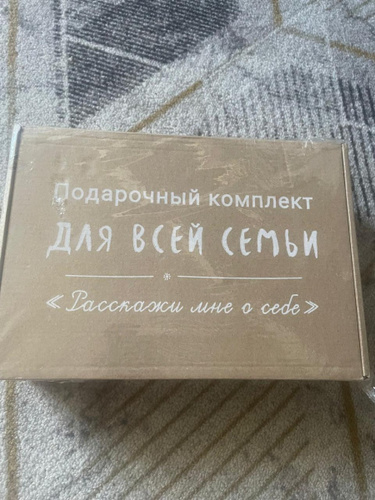 Подарочный комплект
ДЛЯ ВСЕЙ СЕМЬИ
«Расскажи мне о себе»